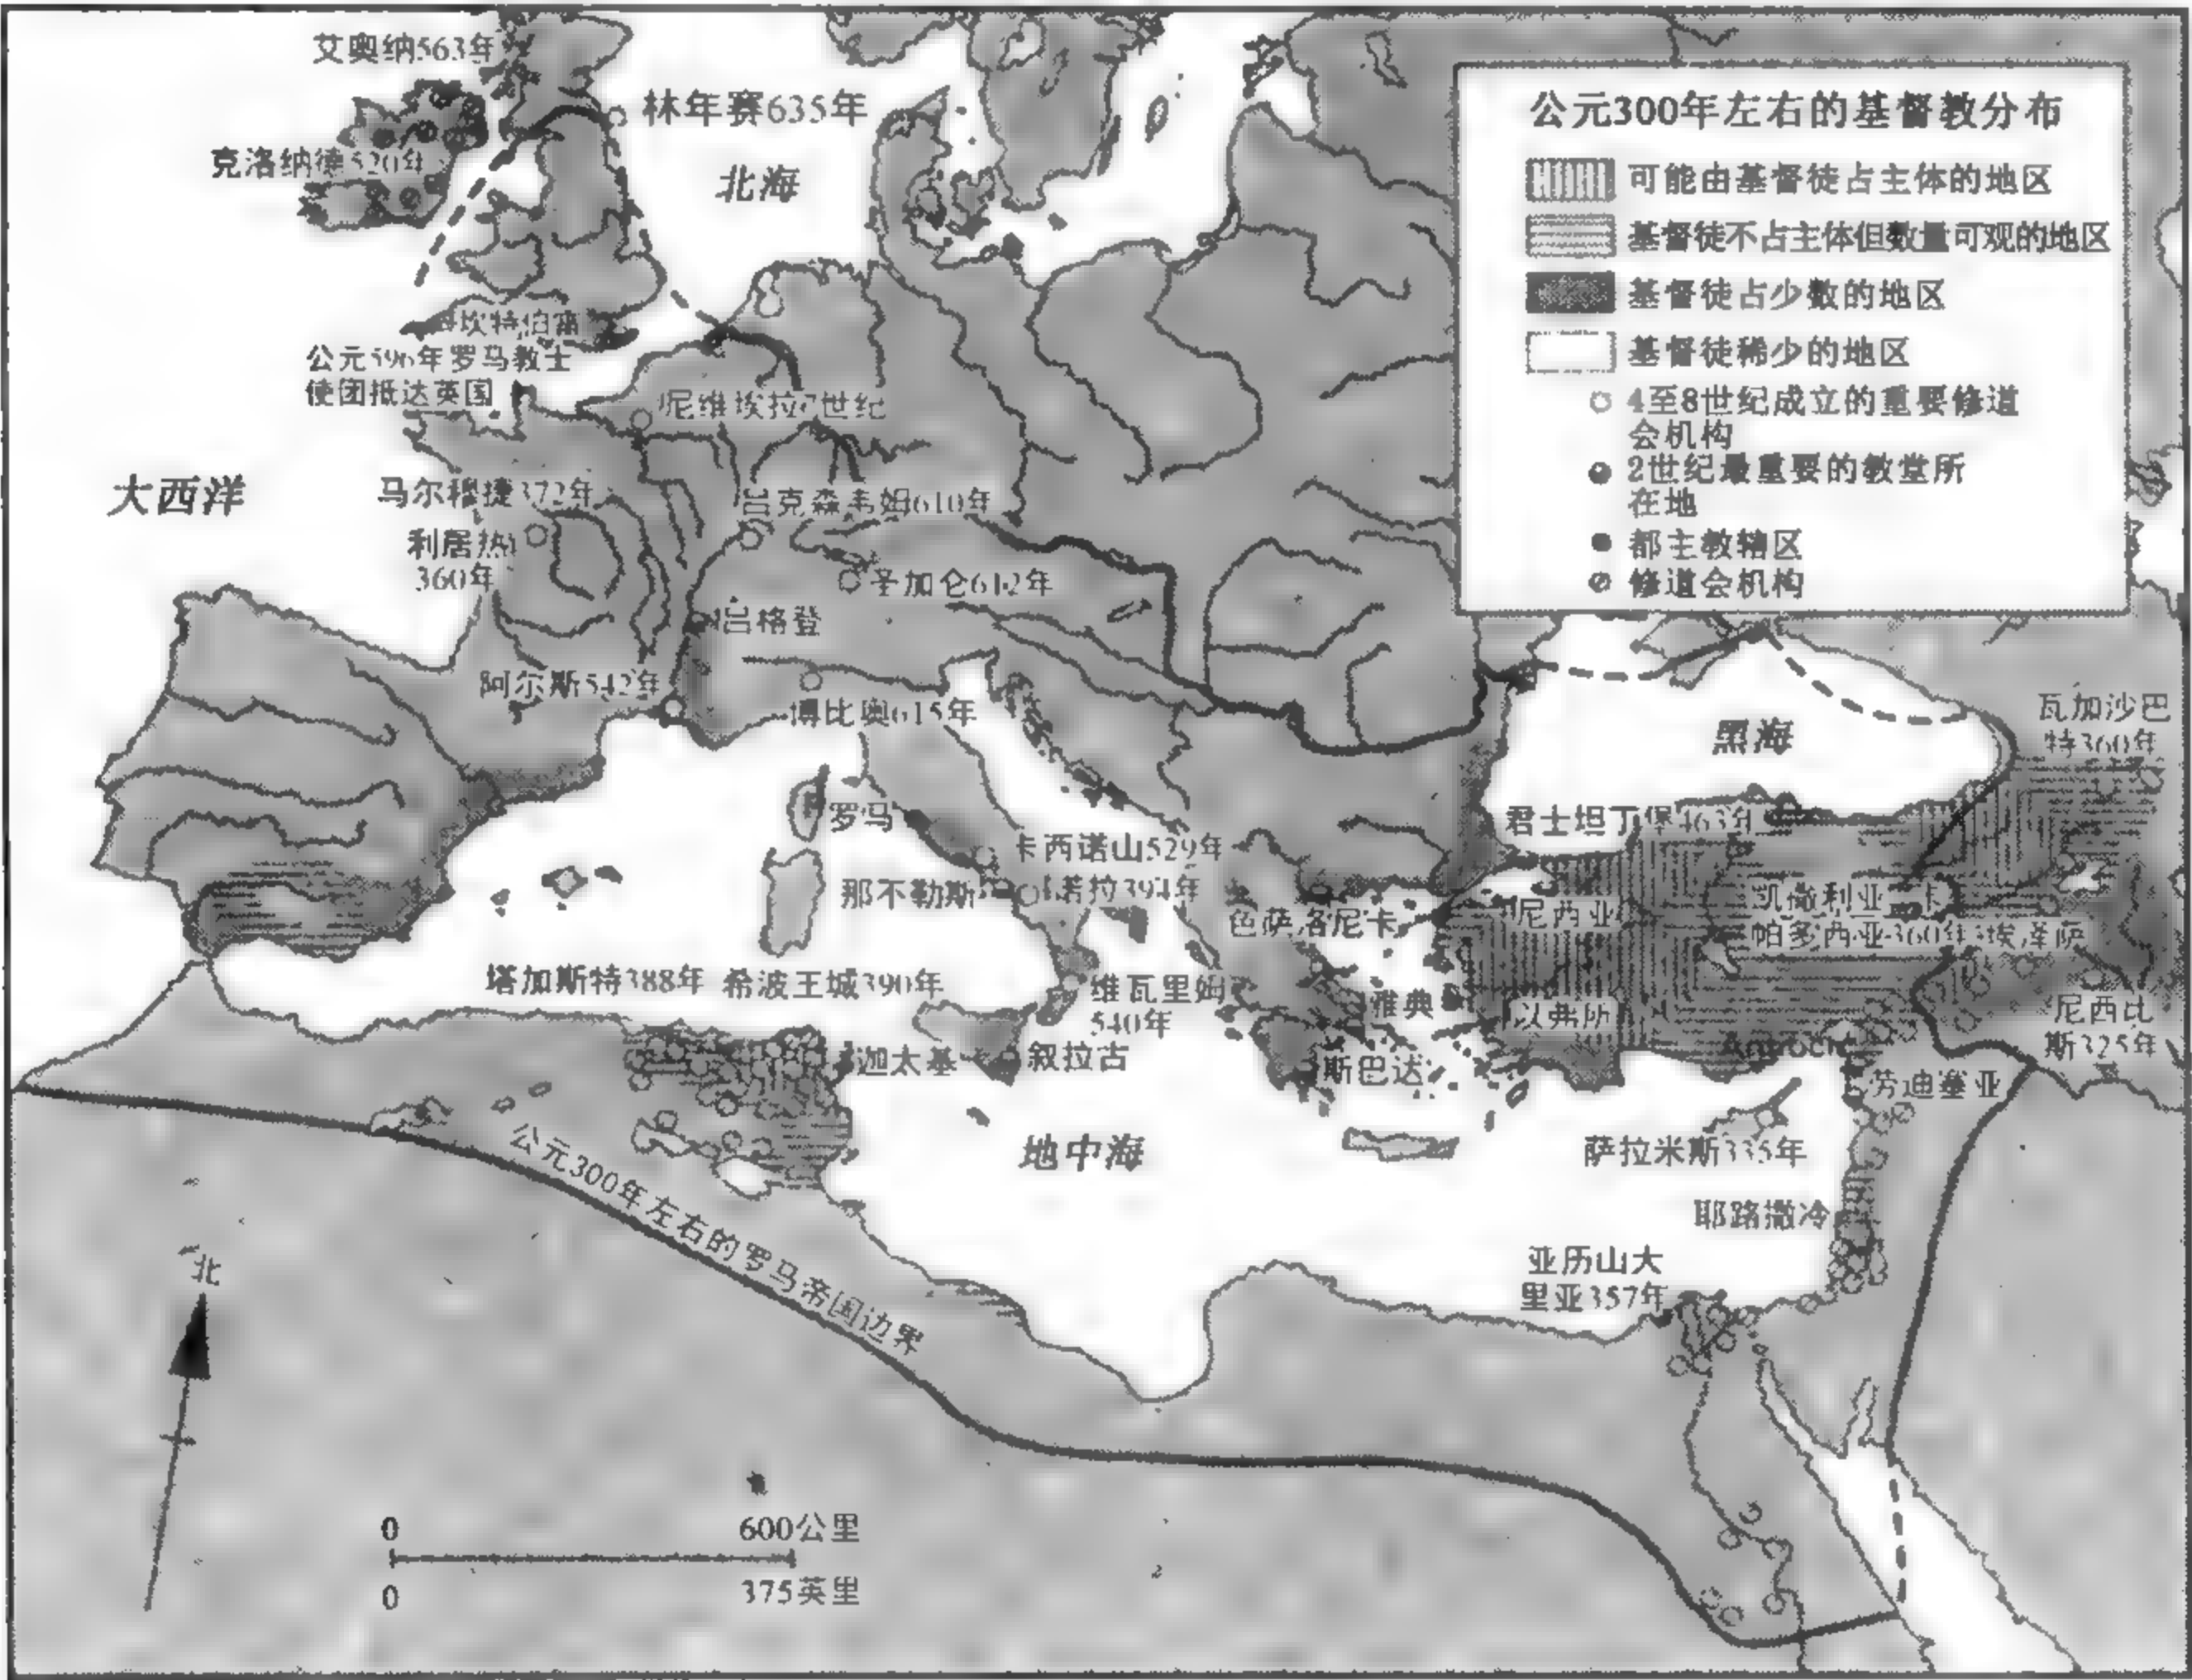 艾奥纳563年
林年赛635年
克洛纳德520年
北海
坎特伯雷
公元596年罗马教士
使团抵达英国
尼维埃拉7世纪
大西洋
马尔穆捷372年
吕克森韦姆610年
利居热
360年
圣加仑612年
吕格登
阿尔斯542年
博比奥615年
公元300年左右的基督教分布
可能由基督徒占主体的地区
基督徒不占主体但数量可观的地区
基督徒占少数的地区
基督徒稀少的地区
4至8世纪成立的重要修道
会机构
2世纪最重要的教堂所
在地
都主教辖区
修道会机构
黑海
瓦加沙巴
特360年
罗马
君士坦丁堡463年
卡西诺山529年
那不勒斯
诺拉394年
色萨洛尼卡
尼西亚
凯撒利亚 卡
帕多西亚360年
埃泽萨
塔加斯特388年
希波王城390年
维瓦里姆
540年
雅典
以弗所
尼西比
斯325年
迦太基
叙拉古
斯巴达
Antioch
劳迪塞亚
地中海
萨拉米斯335年
耶路撒冷
亚历山大
里亚357年
公元300年左右的罗马帝国边界
北
0
600公里
0
375英里